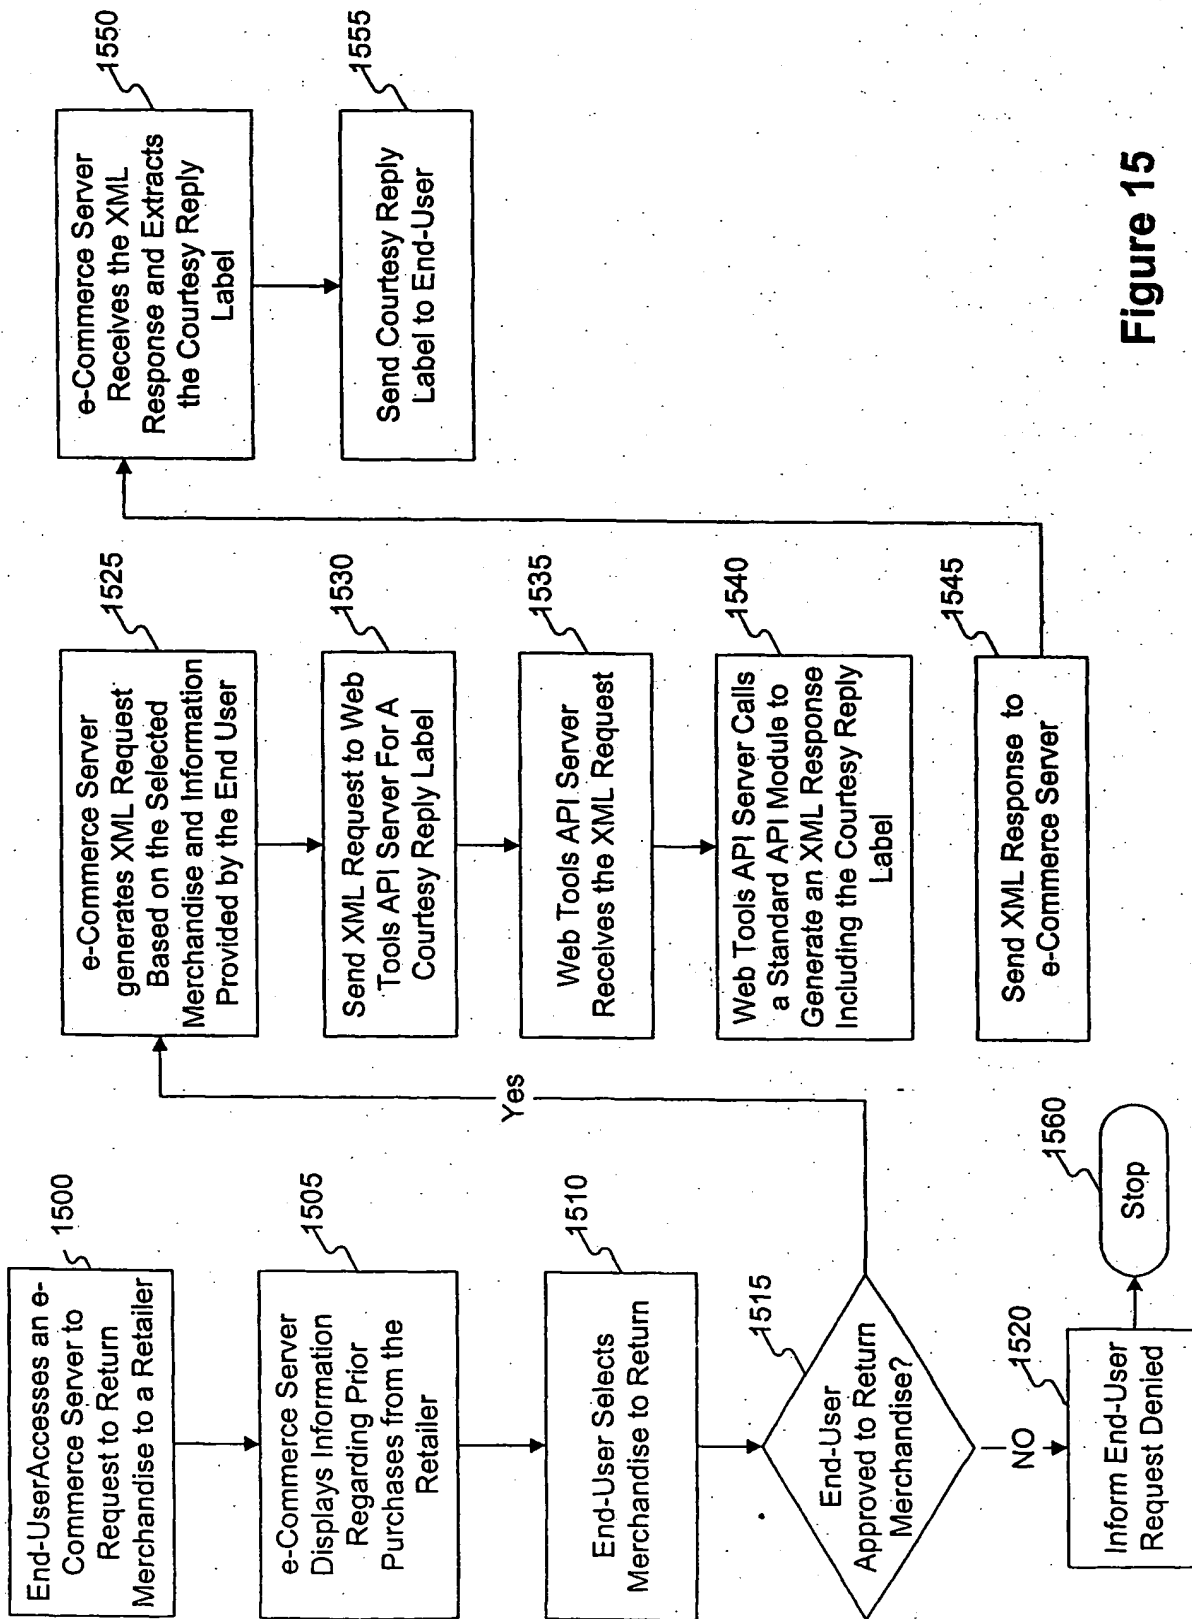 End-UserAccesses an e-
Commerce Server to
Request to Return
Merchandise to a Retailer
1500
e-Commerce Server
Displays Information
Regarding Prior
Purchases from the
Retailer
1505
End-User Selects
Merchandise to Return
1510
End-User
Approved to Return
Merchandise?
1515
NO
Inform End-User
Request Denied
1520
Stop
1560
Yes
e-Commerce Server
generates XML Request
Based on the Selected
Merchandise and Information
Provided by the End User
1525
Send XML Request to Web
Tools API Server For A
Courtesy Reply Label
1530
Web Tools API Server
Receives the XML Request
1535
Web Tools API Server Calls
a Standard API Module to
Generate an XML Response
Including the Courtesy Reply
Label
1540
Send XML Response to
e-Commerce Server
1545
e-Commerce Server
Receives the XML
Response and Extracts
the Courtesy Reply
Label
1550
Send Courtesy Reply
Label to End-User
1555
Figure 15